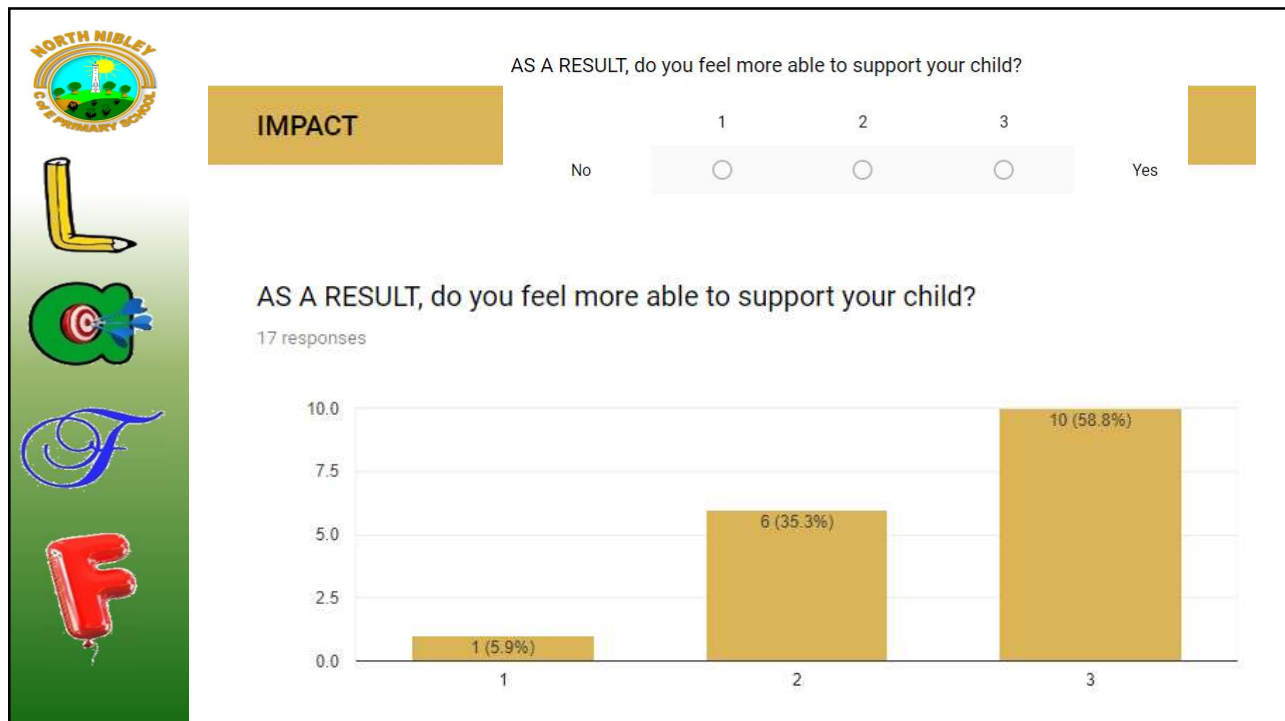 NORTH NIBLEY
C of E PRIMARY SCHOOL
L
a
T
F
AS A RESULT, do you feel more able to support your child?
IMPACT
1 2 3
No Yes
AS A RESULT, do you feel more able to support your child?
17 responses
10.0
7.5
5.0
2.5
0.0
1 (5.9%)
6 (35.3%)
10 (58.8%)
1 2 3